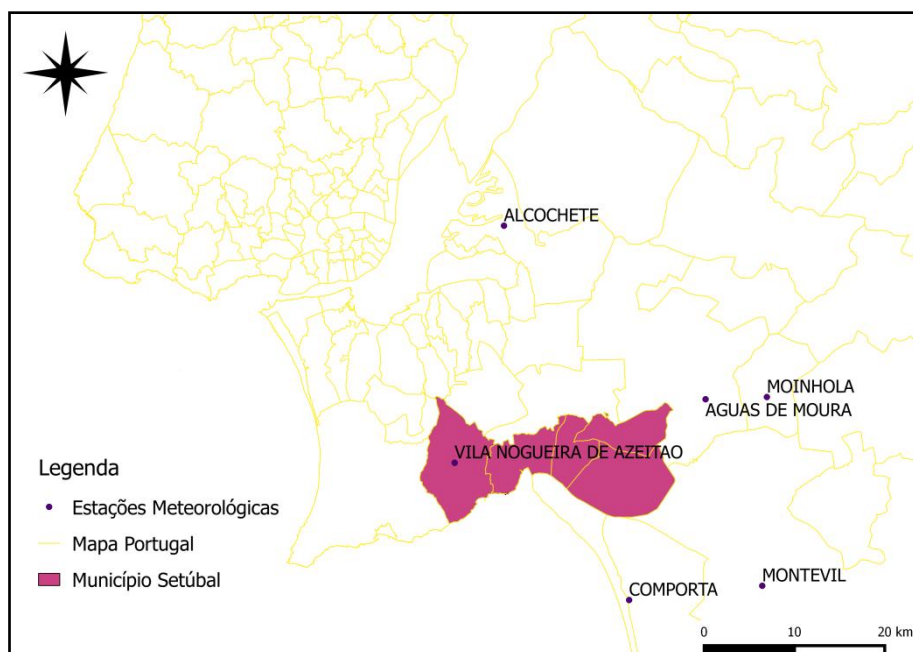 ALCOCHETE
MOINHOLA
AGUAS DE MOURA
VILA NOGUEIRA DE AZEITAO
Legenda
Estações Meteorológicas
Mapa Portugal
Município Setúbal
COMPORTA
MONTEVIL
0 10 20 km